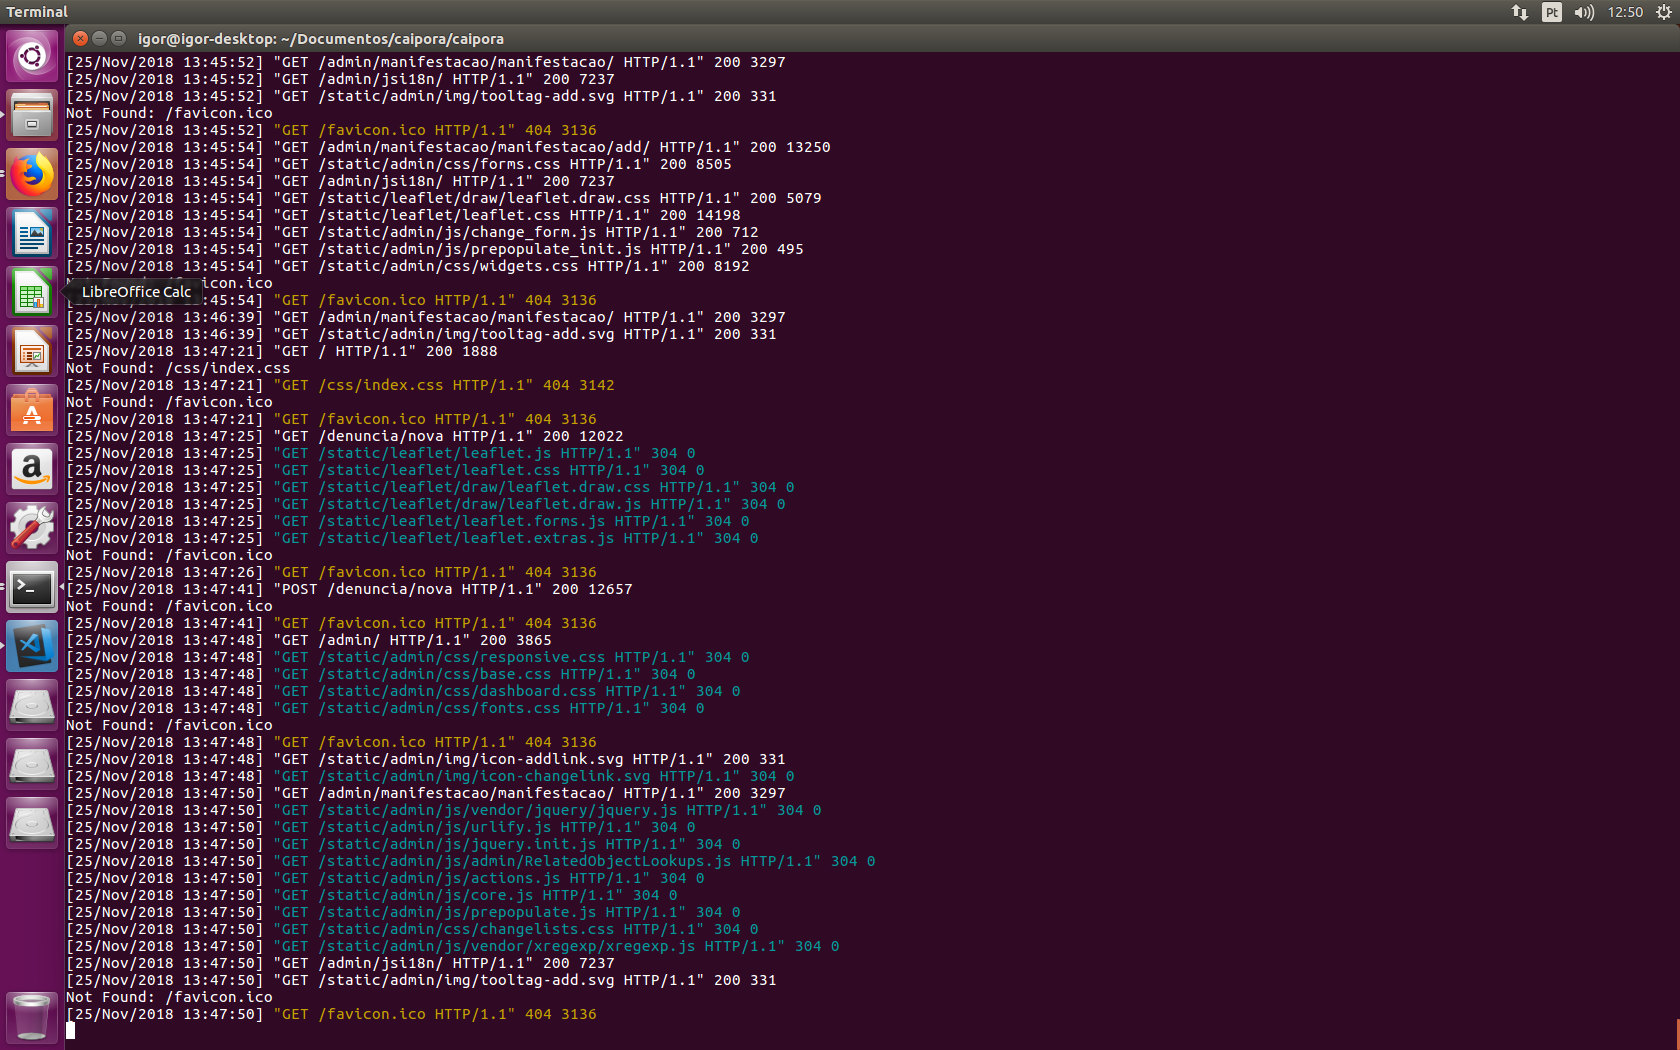 Terminal
Pt
12:50
igor@igor-desktop: ~/Documentos/caipora/caipora
[25/Nov/2018 13:45:52] "GET /admin/manifestacao/manifestacao/ HTTP/1.1" 200 3297
[25/Nov/2018 13:45:52] "GET /admin/jsi18n/ HTTP/1.1" 200 7237
[25/Nov/2018 13:45:52] "GET /static/admin/img/tooltag-add.svg HTTP/1.1" 200 331
Not Found: /favicon.ico
[25/Nov/2018 13:45:52] "GET /favicon.ico HTTP/1.1" 404 3136
[25/Nov/2018 13:45:54] "GET /admin/manifestacao/manifestacao/add/ HTTP/1.1" 200 13250
[25/Nov/2018 13:45:54] "GET /static/admin/css/forms.css HTTP/1.1" 200 8505
[25/Nov/2018 13:45:54] "GET /admin/jsi18n/ HTTP/1.1" 200 7237
[25/Nov/2018 13:45:54] "GET /static/leaflet/draw/leaflet.draw.css HTTP/1.1" 200 5079
[25/Nov/2018 13:45:54] "GET /static/leaflet/leaflet.css HTTP/1.1" 200 14198
[25/Nov/2018 13:45:54] "GET /static/admin/js/change_form.js HTTP/1.1" 200 712
[25/Nov/2018 13:45:54] "GET /static/admin/js/prepopulate_init.js HTTP/1.1" 200 495
[25/Nov/2018 13:45:54] "GET /static/admin/css/widgets.css HTTP/1.1" 200 8192
icon.ico
LibreOffice Calc
:45:54] "GET /favicon.ico HTTP/1.1" 404 3136
[25/Nov/2018 13:46:39] "GET /admin/manifestacao/manifestacao/ HTTP/1.1" 200 3297
[25/Nov/2018 13:46:39] "GET /static/admin/img/tooltag-add.svg HTTP/1.1" 200 331
[25/Nov/2018 13:47:21] "GET / HTTP/1.1" 200 1888
Not Found: /css/index.css
[25/Nov/2018 13:47:21] "GET /css/index.css HTTP/1.1" 404 3142
Not Found: /favicon.ico
[25/Nov/2018 13:47:21] "GET /favicon.ico HTTP/1.1" 404 3136
[25/Nov/2018 13:47:25] "GET /denuncia/nova HTTP/1.1" 200 12022
[25/Nov/2018 13:47:25] "GET /static/leaflet/leaflet.js HTTP/1.1" 304 0
[25/Nov/2018 13:47:25] "GET /static/leaflet/leaflet.css HTTP/1.1" 304 0
[25/Nov/2018 13:47:25] "GET /static/leaflet/draw/leaflet.draw.css HTTP/1.1" 304 0
[25/Nov/2018 13:47:25] "GET /static/leaflet/draw/leaflet.draw.js HTTP/1.1" 304 0
[25/Nov/2018 13:47:25] "GET /static/leaflet/leaflet.forms.js HTTP/1.1" 304 0
[25/Nov/2018 13:47:25] "GET /static/leaflet/leaflet.extras.js HTTP/1.1" 304 0
Not Found: /favicon.ico
[25/Nov/2018 13:47:26] "GET /favicon.ico HTTP/1.1" 404 3136
[25/Nov/2018 13:47:41] "POST /denuncia/nova HTTP/1.1" 200 12657
Not Found: /favicon.ico
[25/Nov/2018 13:47:41] "GET /favicon.ico HTTP/1.1" 404 3136
[25/Nov/2018 13:47:48] "GET /admin/ HTTP/1.1" 200 3865
[25/Nov/2018 13:47:48] "GET /static/admin/css/responsive.css HTTP/1.1" 304 0
[25/Nov/2018 13:47:48] "GET /static/admin/css/base.css HTTP/1.1" 304 0
[25/Nov/2018 13:47:48] "GET /static/admin/css/dashboard.css HTTP/1.1" 304 0
[25/Nov/2018 13:47:48] "GET /static/admin/css/fonts.css HTTP/1.1" 304 0
Not Found: /favicon.ico
[25/Nov/2018 13:47:48] "GET /favicon.ico HTTP/1.1" 404 3136
[25/Nov/2018 13:47:48] "GET /static/admin/img/icon-addlink.svg HTTP/1.1" 200 331
[25/Nov/2018 13:47:48] "GET /static/admin/img/icon-changelink.svg HTTP/1.1" 304 0
[25/Nov/2018 13:47:50] "GET /admin/manifestacao/manifestacao/ HTTP/1.1" 200 3297
[25/Nov/2018 13:47:50] "GET /static/admin/js/vendor/jquery/jquery.js HTTP/1.1" 304 0
[25/Nov/2018 13:47:50] "GET /static/admin/js/urlify.js HTTP/1.1" 304 0
[25/Nov/2018 13:47:50] "GET /static/admin/js/jquery.init.js HTTP/1.1" 304 0
[25/Nov/2018 13:47:50] "GET /static/admin/js/admin/RelatedObjectLookups.js HTTP/1.1" 304 0
[25/Nov/2018 13:47:50] "GET /static/admin/js/actions.js HTTP/1.1" 304 0
[25/Nov/2018 13:47:50] "GET /static/admin/js/core.js HTTP/1.1" 304 0
[25/Nov/2018 13:47:50] "GET /static/admin/js/prepopulate.js HTTP/1.1" 304 0
[25/Nov/2018 13:47:50] "GET /static/admin/css/changelists.css HTTP/1.1" 304 0
[25/Nov/2018 13:47:50] "GET /static/admin/js/vendor/xregexp/xregexp.js HTTP/1.1" 304 0
[25/Nov/2018 13:47:50] "GET /admin/jsi18n/ HTTP/1.1" 200 7237
[25/Nov/2018 13:47:50] "GET /static/admin/img/tooltag-add.svg HTTP/1.1" 200 331
Not Found: /favicon.ico
[25/Nov/2018 13:47:50] "GET /favicon.ico HTTP/1.1" 404 3136